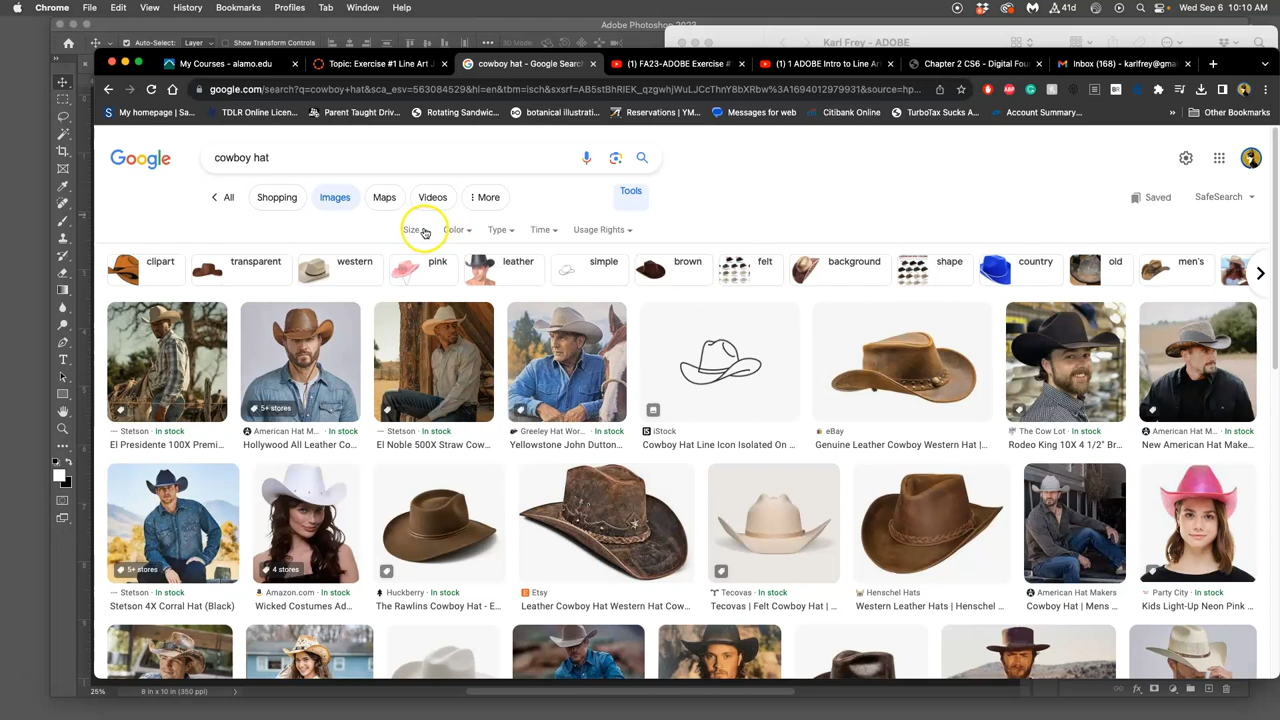 Chrome File Edit View History Bookmarks Profiles Tab Window Help 41d Wed Sep 6 10:10 AM
Adobe Photoshop 2023
Auto-Select: Layer Show Transform Controls 3D Mode: Karl Frey - ADOBE
My Courses - alamo.edu Topic: Exercise #1 Line Art J cowboy hat - Google Search (1) FA23-ADOBE Exercise # (1) 1 ADOBE Intro to Line Ar Chapter 2 CS6 - Digital Fou Inbox (168) - karlfrey@gmail.c
google.com/search?q=cowboy+hat&sca_esv=563084529&hl=en&tbm=isch&sxsrf=AB5stBhRIEK_qzgwhjWuLJCcThnY8bXRbw%3A1694012979931&source=hp...
My homepage | Sa... TDLR Online Licen... Parent Taught Driv... Rotating Sandwic... botanical illustrati... Reservations | YM... Messages for web Citibank Online TurboTax Sucks A... Account Summary... » Other Bookmarks
Google cowboy hat
All Shopping Images Maps Videos More Tools Saved SafeSearch
Size Color Type Time Usage Rights
clipart transparent western pink leather simple brown felt background shape country old men's
5+ stores
Stetson · In stock American Hat M... · In stock Stetson · In stock Greeley Hat Wor... · In stock iStock eBay The Cow Lot · In stock American Hat M... · In stock
El Presidente 100X Premi... Hollywood All Leather Co... El Noble 500X Straw Cow... Yellowstone John Dutton... Cowboy Hat Line Icon Isolated On ... Genuine Leather Cowboy Western Hat |... Rodeo King 10X 4 1/2" Br... New American Hat Make...
5+ stores 4 stores
Stetson · In stock Amazon.com · In stock Huckberry · In stock Etsy Tecovas · In stock Henschel Hats American Hat Makers Party City · In stock
Stetson 4X Corral Hat (Black) Wicked Costumes Ad... The Rawlins Cowboy Hat - E... Leather Cowboy Hat Western Hat Cow... Tecovas | Felt Cowboy Hat | ... Western Leather Hats | Henschel ... Cowboy Hat | Mens ... Kids Light-Up Neon Pink ...
25% 8 in x 10 in (350 ppi)